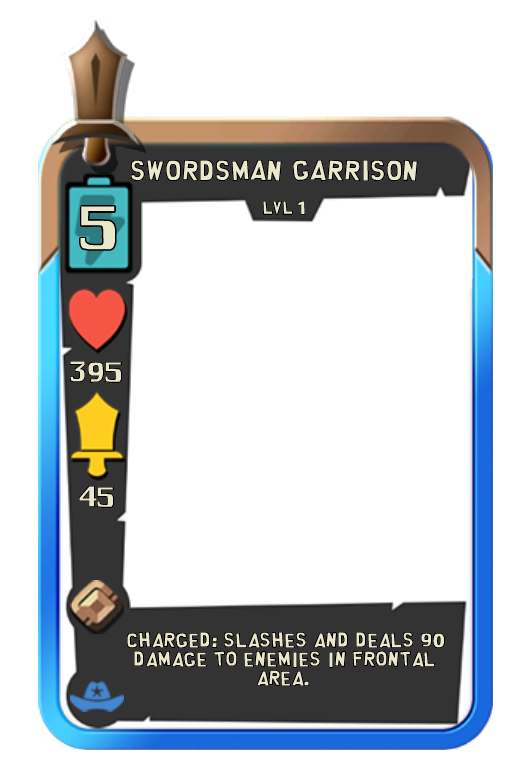 SWORDSMAN GARRISON
LVL 1
5
395
45
CHARGED: SLASHES AND DEALS 90
DAMAGE TO ENEMIES IN FRONTAL
AREA.